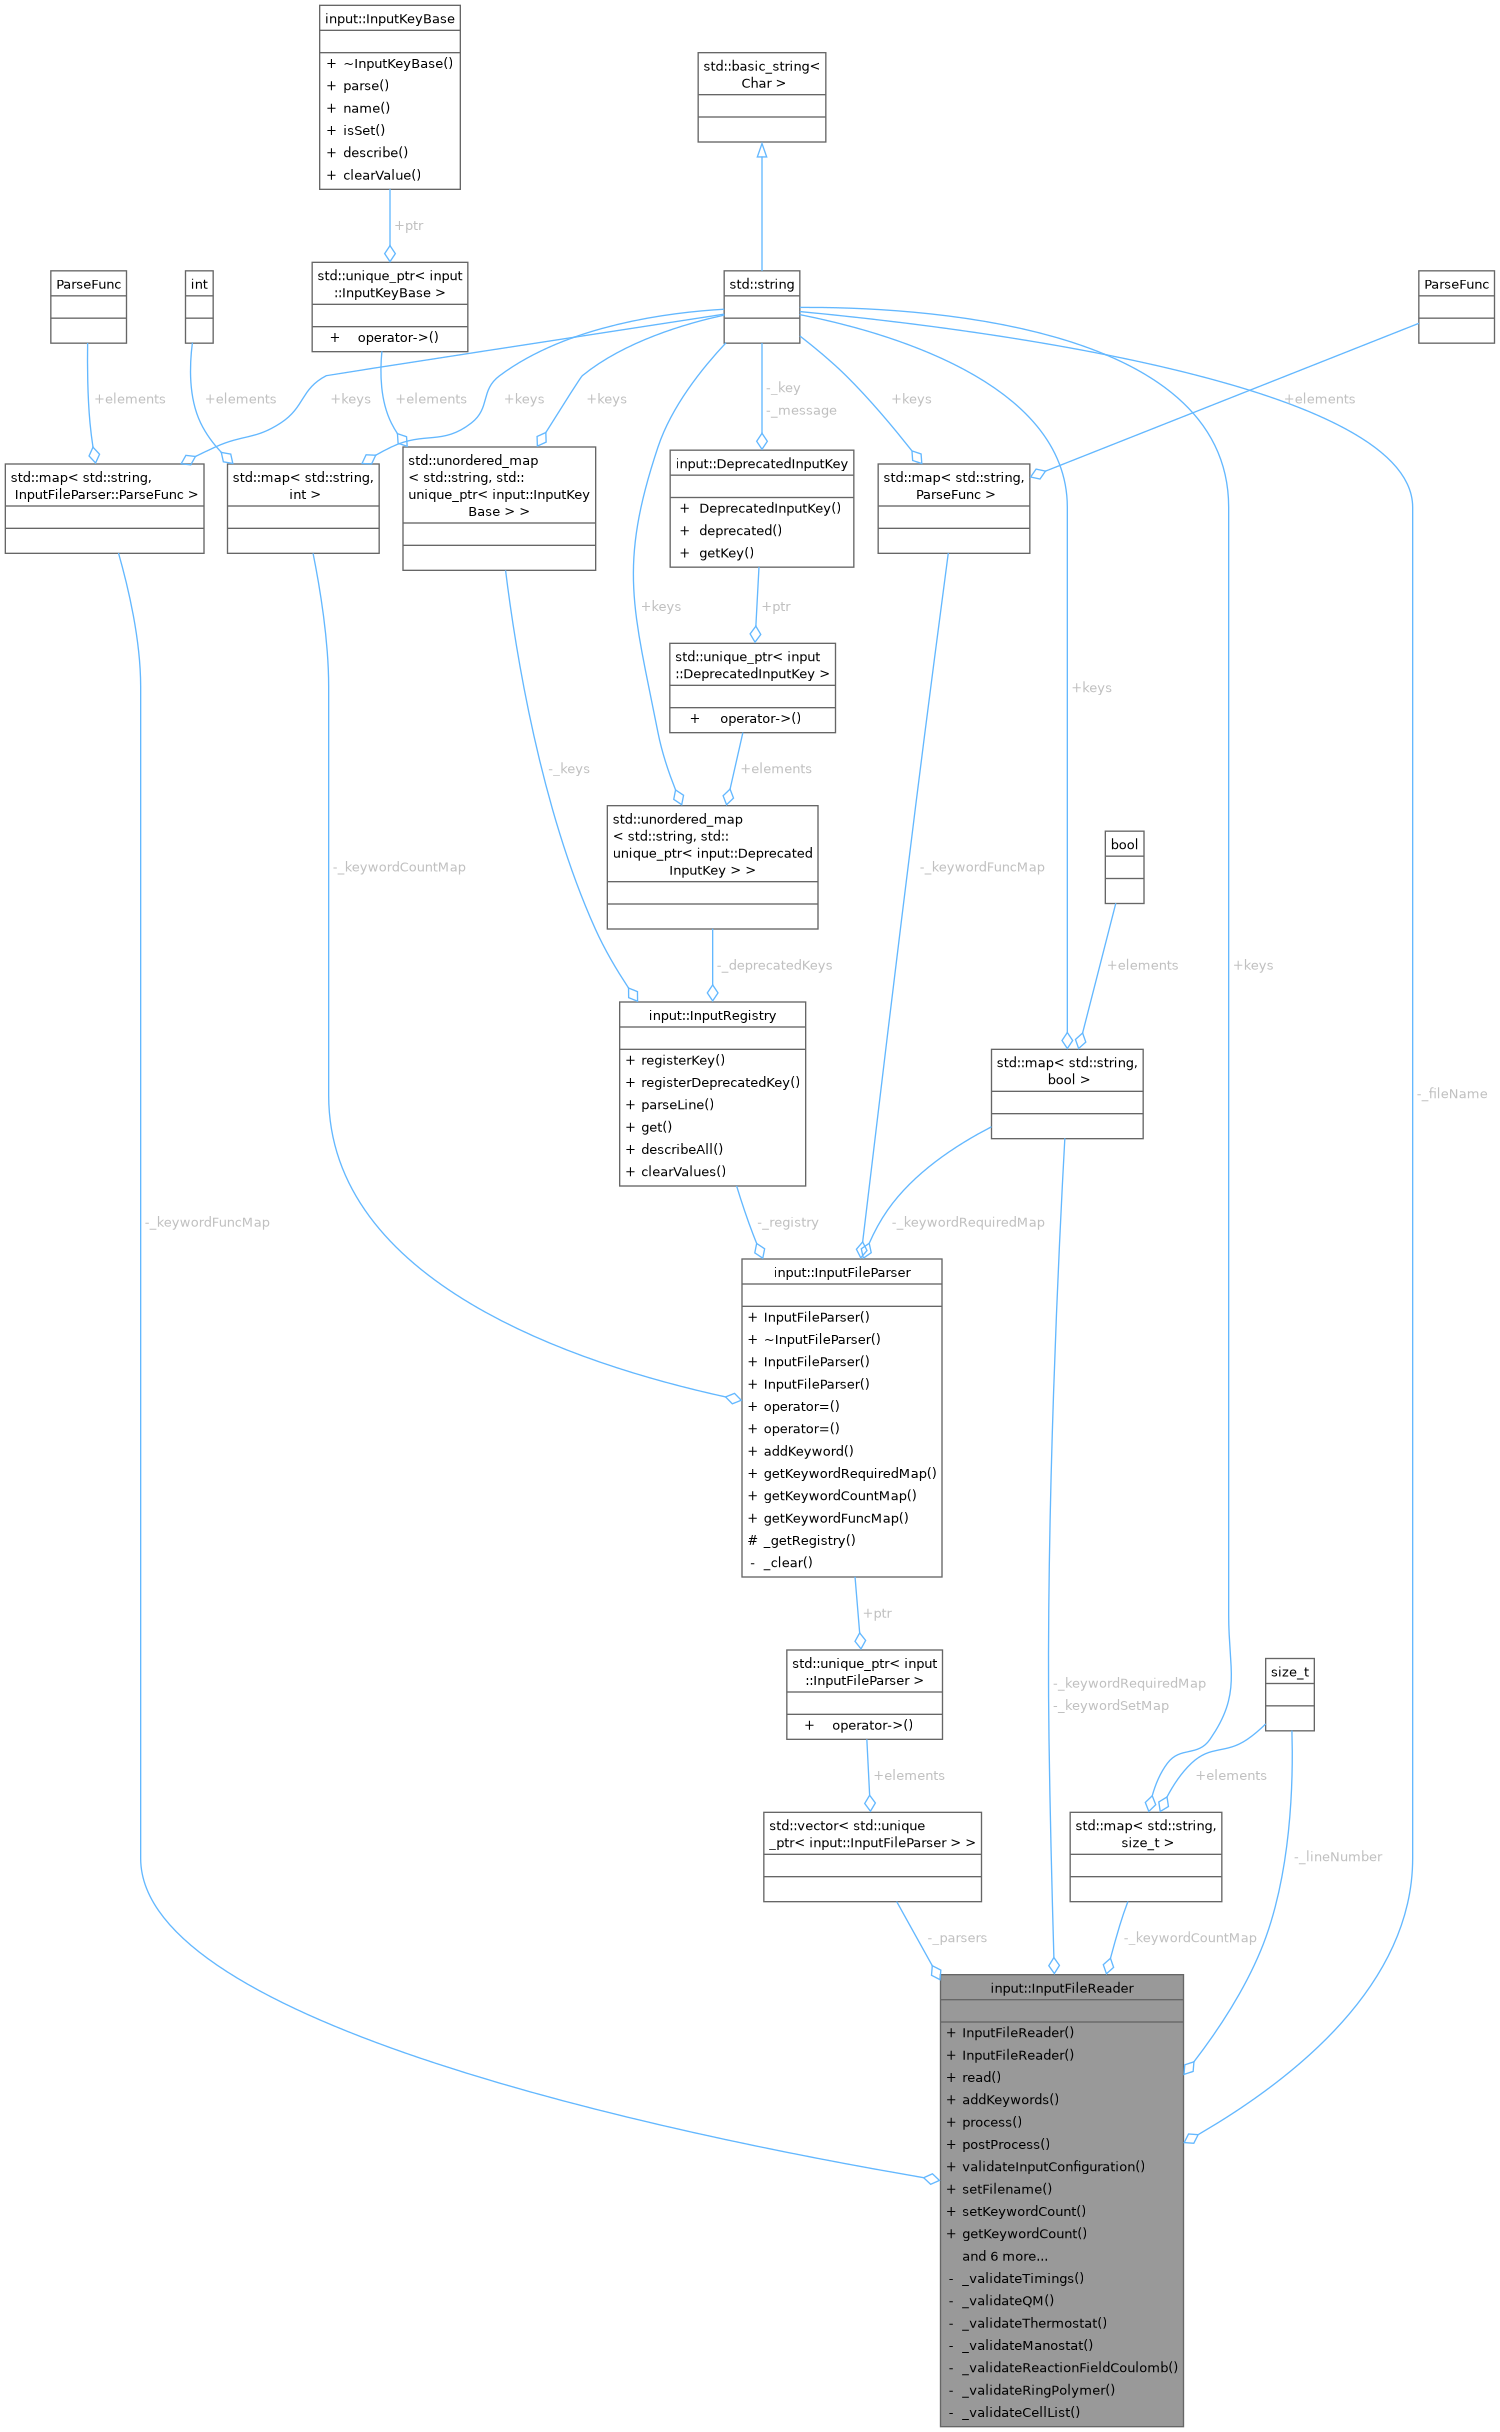 input::InputKeyBase
+ ~InputKeyBase()
+ parse()
+ name()
+ isSet()
+ describe()
+ clearValue()
std::basic_string<
Char >
+ptr
ParseFunc
int
std::unique_ptr< input
::InputKeyBase >
+ operator->()
std::string
ParseFunc
+elements
+elements
+keys
+elements
+keys
+keys
-_key
-_message
+keys
+elements
std::map< std::string,
InputFileParser::ParseFunc >
std::map< std::string,
int >
std::unordered_map
< std::string, std::
unique_ptr< input::InputKey
Base > >
input::DeprecatedInputKey
+ DeprecatedInputKey()
+ deprecated()
+ getKey()
std::map< std::string,
ParseFunc >
+keys
+ptr
std::unique_ptr< input
::DeprecatedInputKey >
+ operator->()
+keys
-_keys
+elements
std::unordered_map
< std::string, std::
unique_ptr< input::Deprecated
InputKey > >
bool
-_keywordCountMap
-_keywordFuncMap
-_deprecatedKeys
+elements
+keys
input::InputRegistry
+ registerKey()
+ registerDeprecatedKey()
+ parseLine()
+ get()
+ describeAll()
+ clearValues()
std::map< std::string,
bool >
-_fileName
-_keywordFuncMap
-_registry
-_keywordRequiredMap
input::InputFileParser
+ InputFileParser()
+ ~InputFileParser()
+ InputFileParser()
+ InputFileParser()
+ operator=()
+ operator=()
+ addKeyword()
+ getKeywordRequiredMap()
+ getKeywordCountMap()
+ getKeywordFuncMap()
# _getRegistry()
- _clear()
+ptr
std::unique_ptr< input
::InputFileParser >
+ operator->()
-_keywordRequiredMap
-_keywordSetMap
size_t
+elements
+elements
std::vector< std::unique
_ptr< input::InputFileParser > >
std::map< std::string,
size_t >
-_lineNumber
-_parsers
-_keywordCountMap
input::InputFileReader
+ InputFileReader()
+ InputFileReader()
+ read()
+ addKeywords()
+ process()
+ postProcess()
+ validateInputConfiguration()
+ setFilename()
+ setKeywordCount()
+ getKeywordCount()
and 6 more...
- _validateTimings()
- _validateQM()
- _validateThermostat()
- _validateManostat()
- _validateReactionFieldCoulomb()
- _validateRingPolymer()
- _validateCellList()